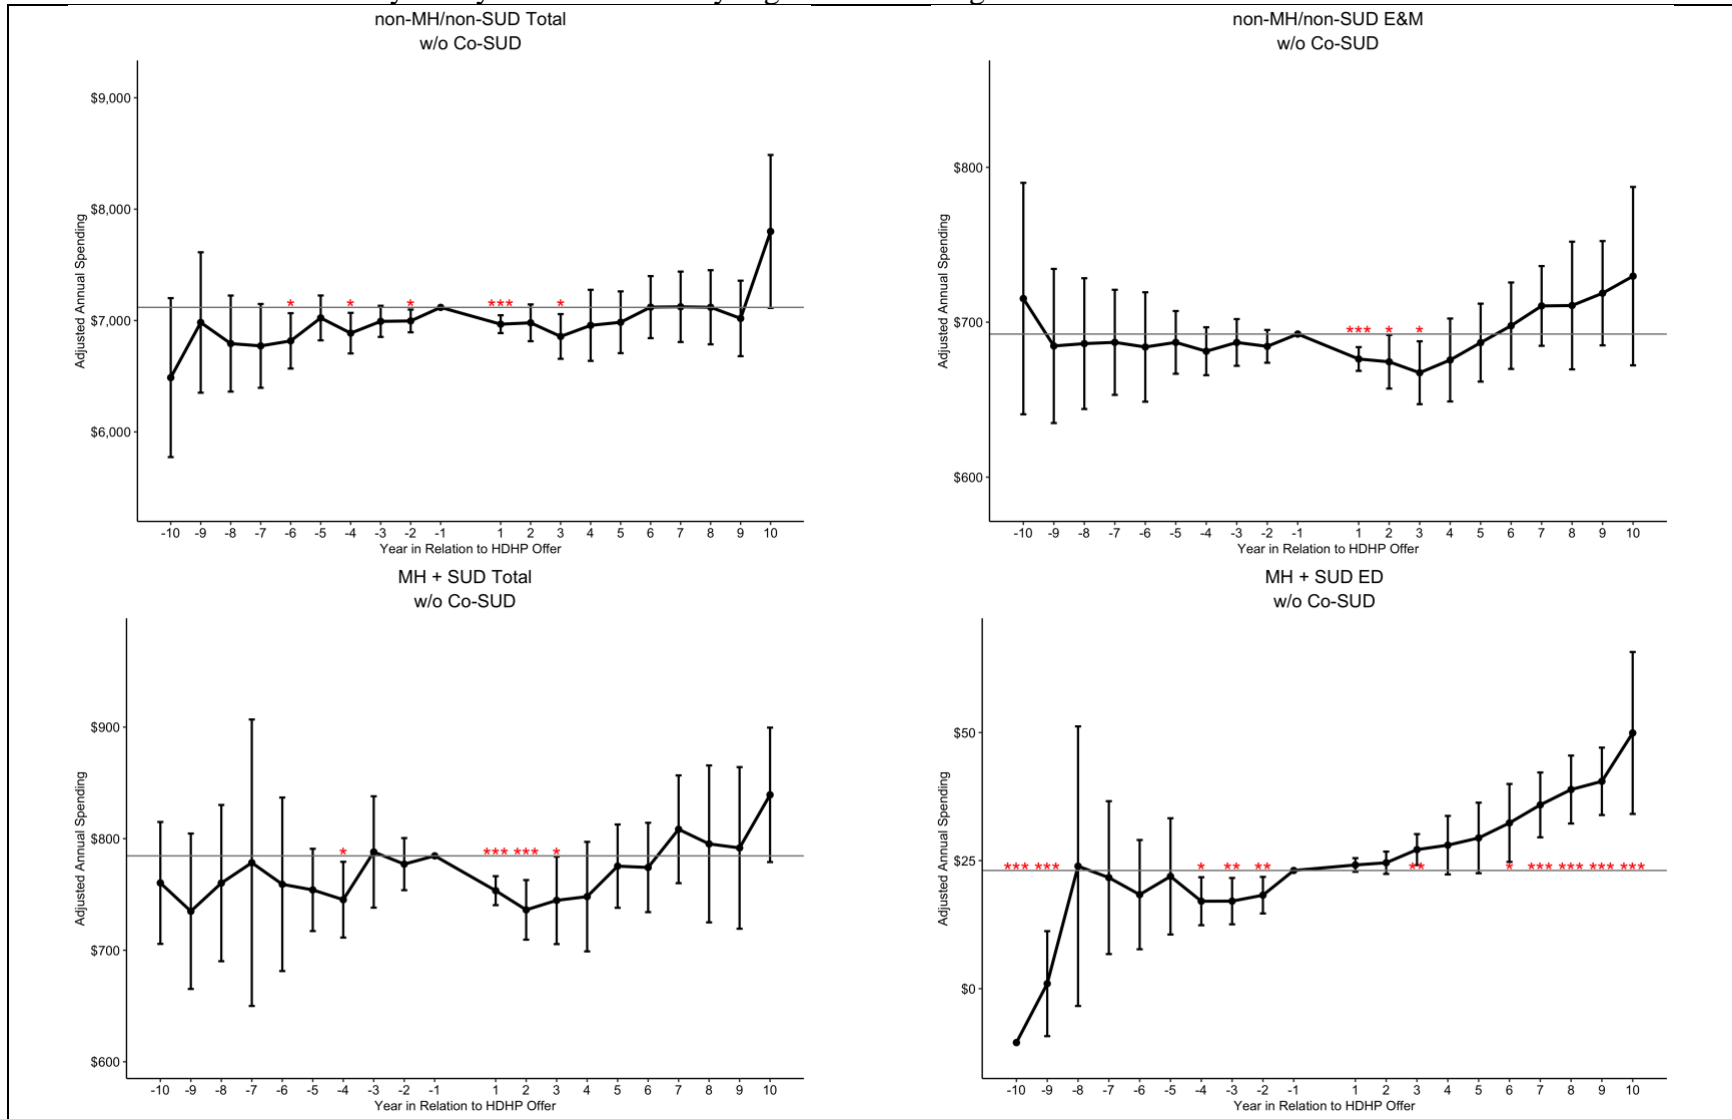 non-MH/non-SUD Total
w/o Co-SUD
Adjusted Annual Spending
$9,000
$8,000
$7,000
$6,000
* * * *** *
-10 -9 -8 -7 -6 -5 -4 -3 -2 -1 1 2 3 4 5 6 7 8 9 10
Year in Relation to HDHP Offer
non-MH/non-SUD E&M
w/o Co-SUD
Adjusted Annual Spending
$800
$700
$600
*** * *
-10 -9 -8 -7 -6 -5 -4 -3 -2 -1 1 2 3 4 5 6 7 8 9 10
Year in Relation to HDHP Offer
MH + SUD Total
w/o Co-SUD
Adjusted Annual Spending
$900
$800
$700
$600
* *** *** *
-10 -9 -8 -7 -6 -5 -4 -3 -2 -1 1 2 3 4 5 6 7 8 9 10
Year in Relation to HDHP Offer
MH + SUD ED
w/o Co-SUD
Adjusted Annual Spending
$50
$25
$0
*** *** * ** ** ** * *** *** *** ***
-10 -9 -8 -7 -6 -5 -4 -3 -2 -1 1 2 3 4 5 6 7 8 9 10
Year in Relation to HDHP Offer